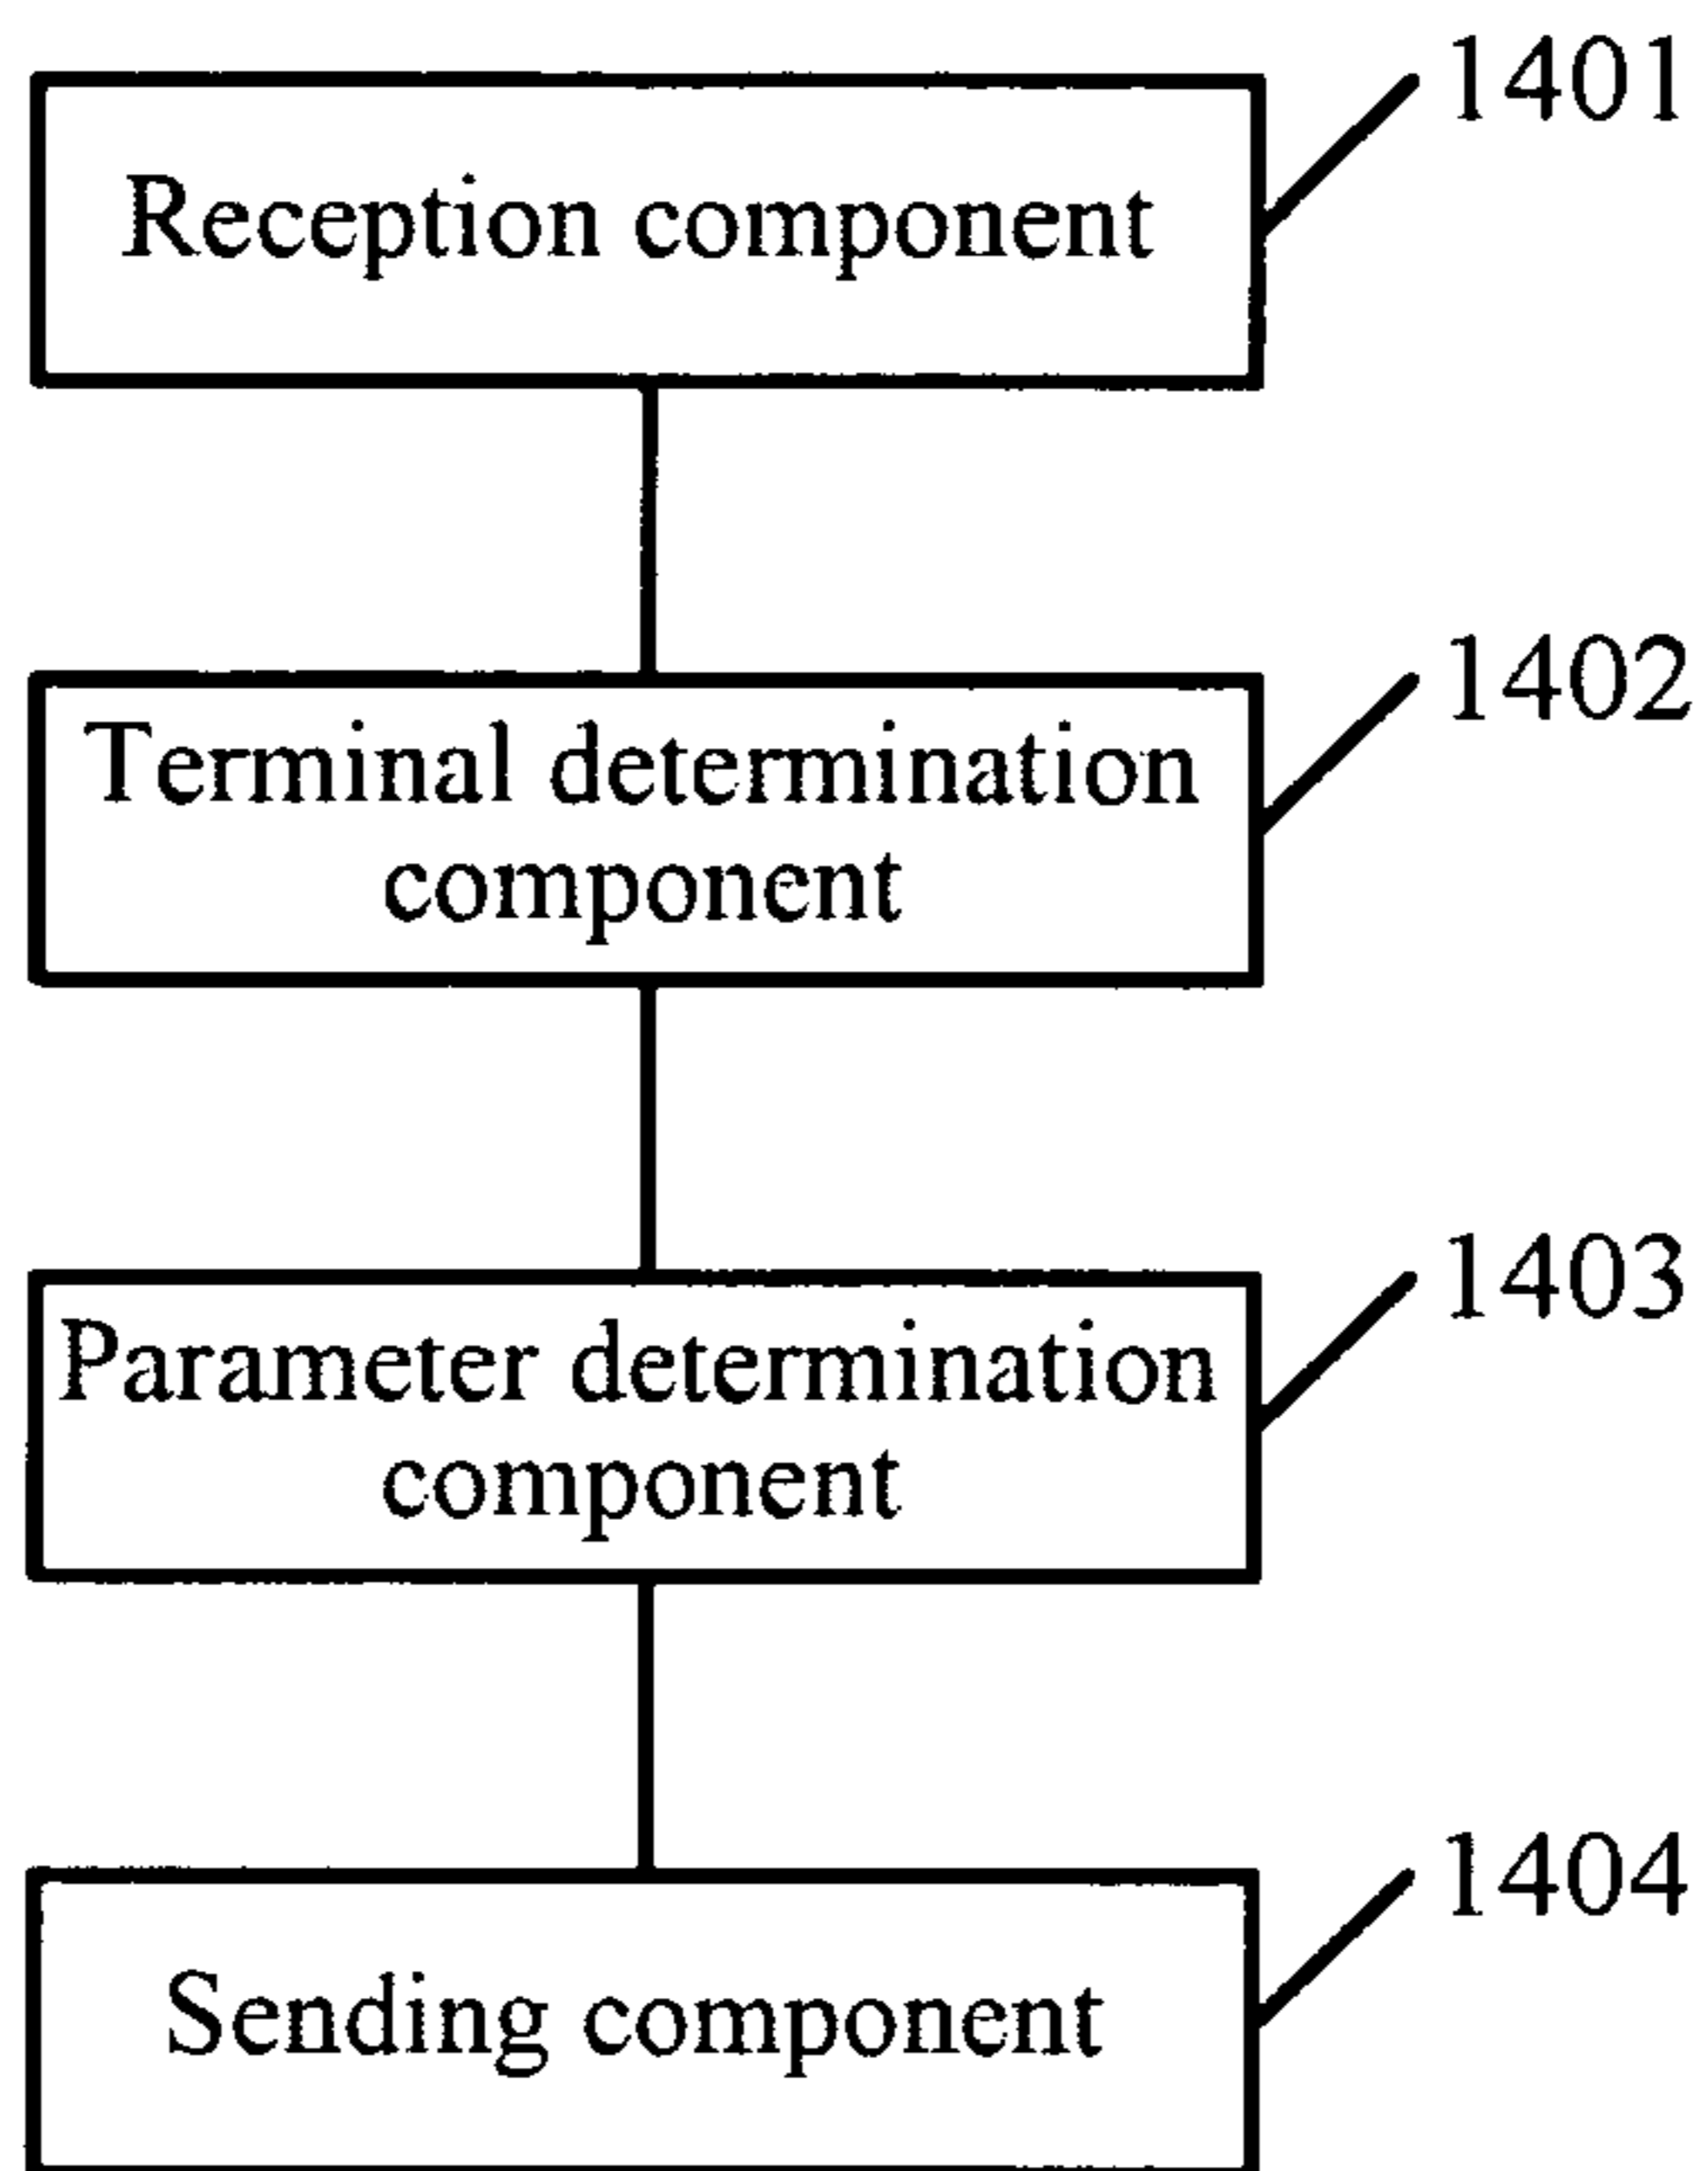 1401
Reception component
1402
Terminal determination
component
1403
Parameter determination
component
1404
Sending component